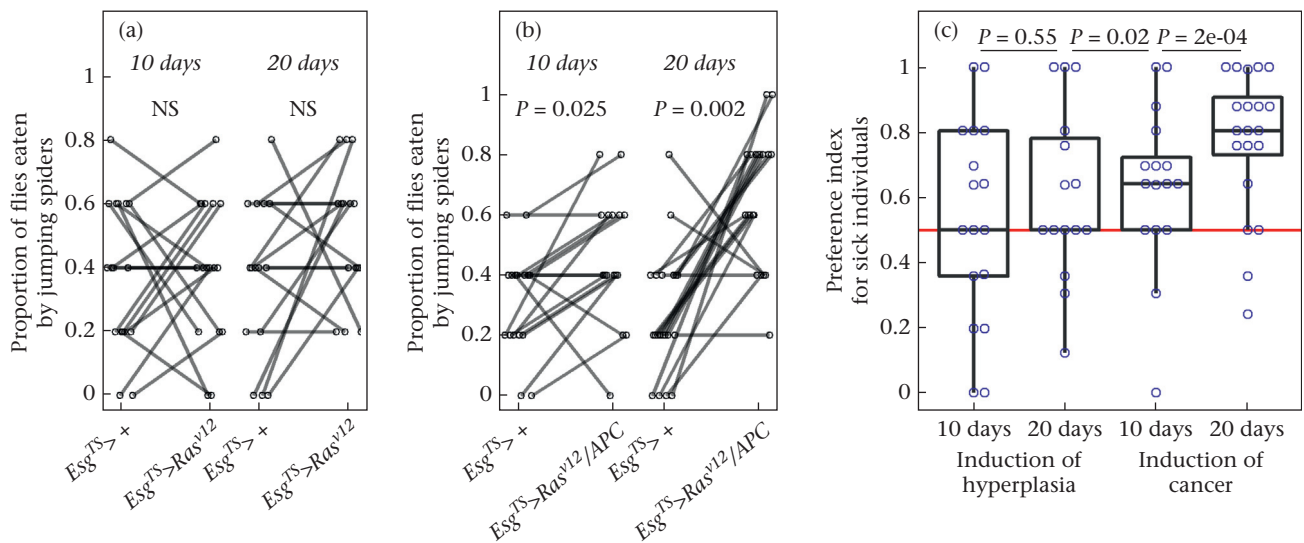 (a)
10 days 20 days
NS NS
Proportion of flies eaten
by jumping spiders
1
0.8
0.6
0.4
0.2
0
Esg^TS> +
Esg^TS>Ras^v12
Esg^TS> +
Esg^TS>Ras^v12
(b)
10 days 20 days
P = 0.025 P = 0.002
Proportion of flies eaten
by jumping spiders
1
0.8
0.6
0.4
0.2
0
Esg^TS> +
Esg^TS>Ras^v12/APC
Esg^TS> +
Esg^TS>Ras^v12/APC
(c)
P = 0.55 P = 0.02 P = 2e-04
Preference index
for sick individuals
1
0.8
0.6
0.4
0.2
0
10 days 20 days 10 days 20 days
Induction of Induction of
hyperplasia cancer